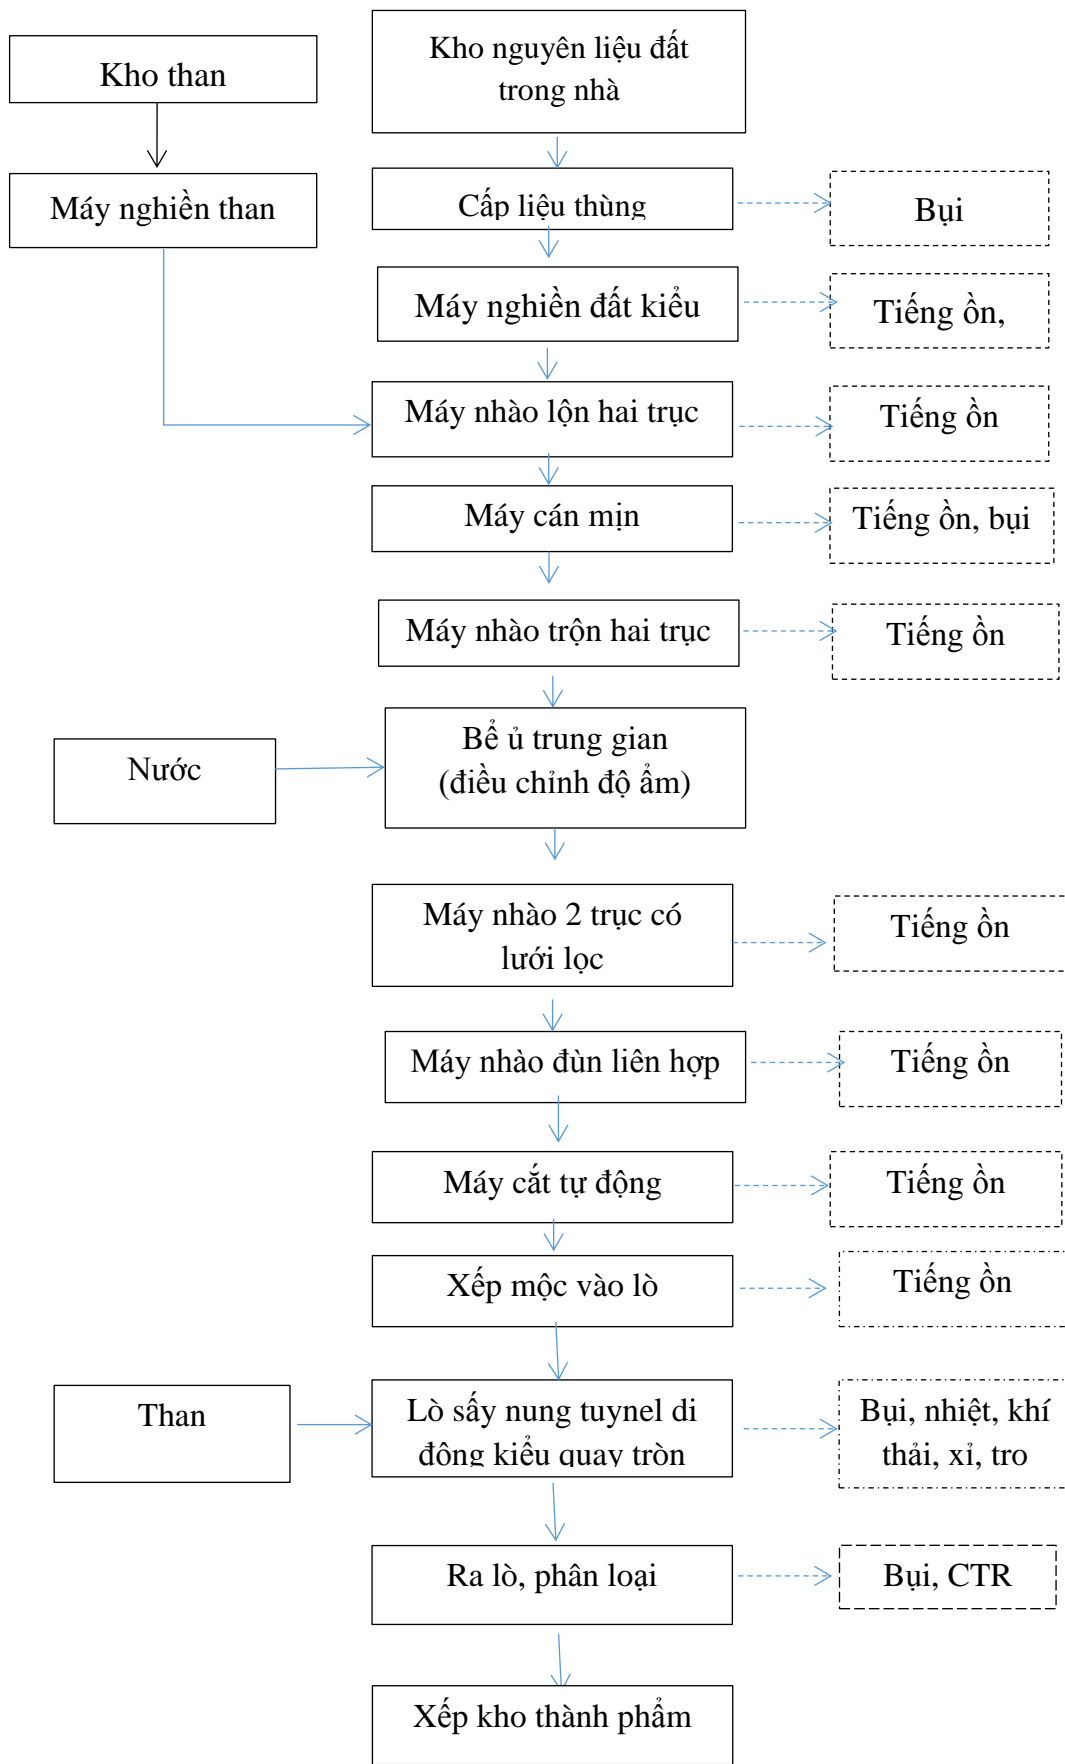 Kho than
Kho nguyên liệu đất
trong nhà
Máy nghiền than
Cấp liệu thùng
Bụi
Máy nghiền đất kiểu
Tiếng ồn,
Máy nhào lộn hai trục
Tiếng ồn
Máy cán mịn
Tiếng ồn, bụi
Máy nhào trộn hai trục
Tiếng ồn
Nước
Bể ủ trung gian
(điều chỉnh độ ẩm)
Máy nhào 2 trục có
lưới lọc
Tiếng ồn
Máy nhào đùn liên hợp
Tiếng ồn
Máy cắt tự động
Tiếng ồn
Xếp mộc vào lò
Tiếng ồn
Than
Lò sấy nung tuynel di
đông kiểu quay tròn
Bụi, nhiệt, khí
thải, xỉ, tro
Ra lò, phân loại
Bụi, CTR
Xếp kho thành phẩm